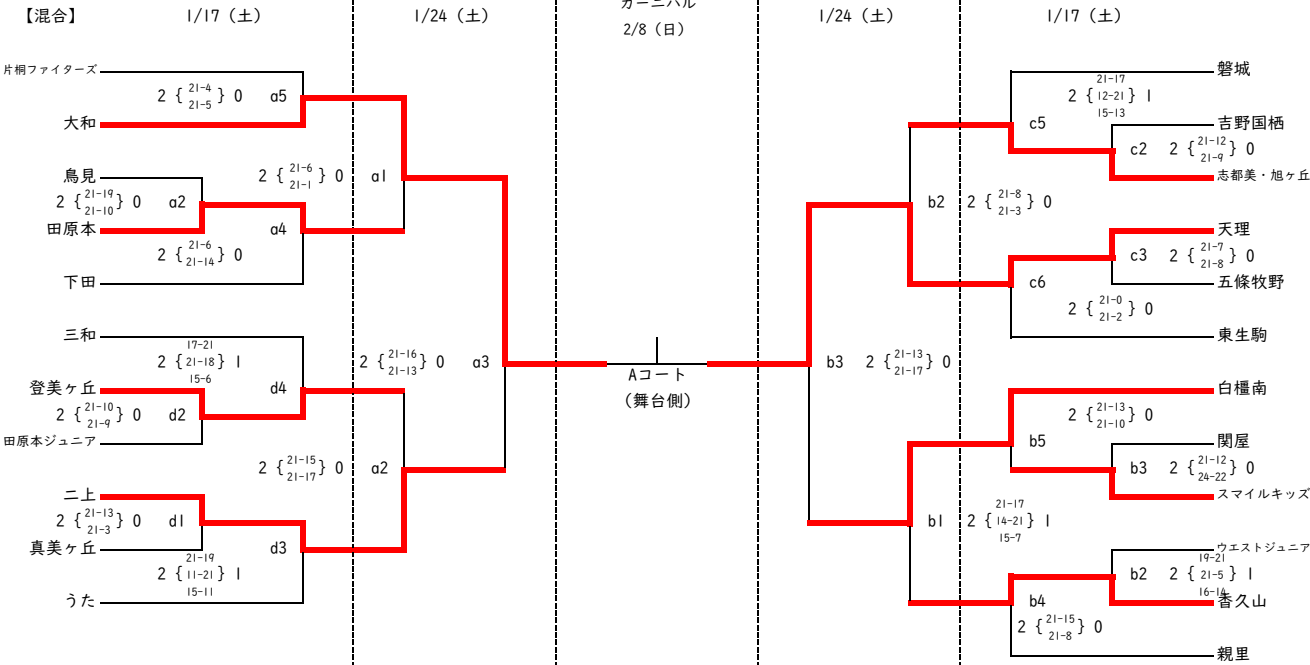 【混合】 1/17（土） 1/24（土） カーニバル 1/24（土） 1/17（土）
2/8（日）
片桐ファイターズ
2 { 21-4 21-5 } 0 a5
大和
鳥見
2 { 21-6 21-1 } 0 a1
2 { 21-19 21-10 } 0 a2
田原本
a4
2 { 21-6 21-14 } 0
下田
三和
2 { 17-21 21-18 15-6 } 1
2 { 21-16 21-13 } 0 a3
登美ヶ丘
d4
2 { 21-10 21-9 } 0 d2
田原本ジュニア
2 { 21-15 21-17 } 0 a2
二上
2 { 21-13 21-3 } 0 d1
真美ヶ丘
d3
2 { 21-19 11-21 15-11 } 1
うた
Aコート
（舞台側）
磐城
2 { 21-17 12-21 15-13 } 1
c5
吉野国栖
c2 2 { 21-12 21-9 } 0
志都美・旭ヶ丘
b2 2 { 21-8 21-3 } 0
天理
c3 2 { 21-7 21-8 } 0
五條牧野
c6
2 { 21-0 21-2 } 0
東生駒
b3 2 { 21-13 21-17 } 0
白橿南
2 { 21-13 21-10 } 0
b5
関屋
b3 2 { 21-12 24-22 } 0
スマイルキッズ
b1 2 { 21-17 14-21 15-7 } 1
ウエストジュニア
b2 2 { 19-21 21-5 16-14 } 1
香久山
b4
2 { 21-15 21-8 } 0
親里